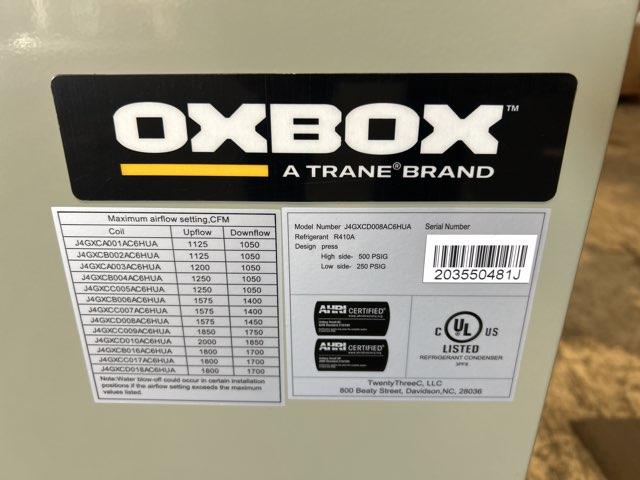 OXBOX™
A TRANE® BRAND
Maximum airflow setting,CFM
Coil Upflow Downflow
J4GXCA001AC6HUA 1125 1050
J4GXCB002AC6HUA 1125 1050
J4GXCA003AC6HUA 1200 1050
J4GXCB004AC6HUA 1250 1050
J4GXCC005AC6HUA 1250 1050
J4GXCB006AC6HUA 1575 1400
J4GXCC007AC6HUA 1575 1400
J4GXCD008AC6HUA 1575 1450
J4GXCC009AC6HUA 1850 1750
J4GXCD010AC6HUA 2000 1850
J4GXCB016AC6HUA 1800 1700
J4GXCC017AC6HUA 1800 1700
J4GXCD018AC6HUA 1800 1700
Note:Water blow-off could occur in certain installation
positions if the airflow setting exceeds the maximum
values listed.
Model Number J4GXCD008AC6HUA
Refrigerant R410A
Design press
High side- 500 PSIG
Low side- 250 PSIG
Serial Number
203550481J
AHRI CERTIFIED®
AHRI CERTIFIED®
C UL® US
LISTED
REFRIGERANT CONDENSER
TwentyThreeC, LLC
800 Beaty Street, Davidson,NC, 28036